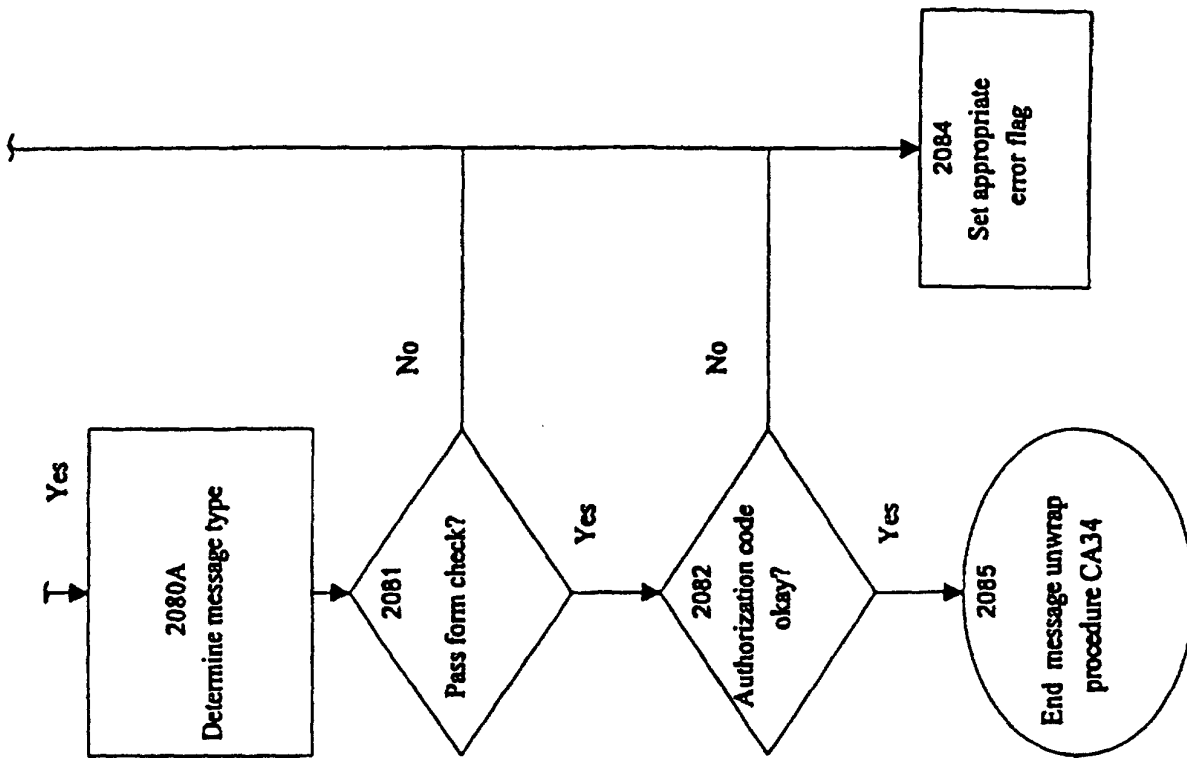 Yes
2080A
Determine message type
2081
Pass form check?
No
Yes
2082
Authorization code
okay?
No
Yes
2084
Set appropriate
error flag
2085
End message unwrap
procedure CA34